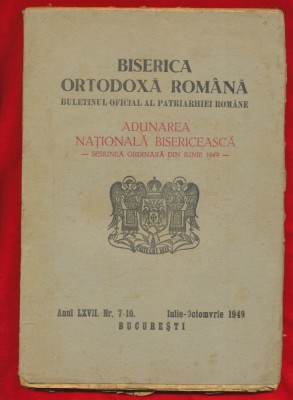 BISERICA
ORTODOXĂ ROMÂNĂ
BULETINUL OFICIAL AL PATRIARHIEI ROMÂNE
ADUNAREA
NAȚIONALĂ BISERICEASCĂ
— SESIUNEA ORDINARĂ DIN IUNIE 1949 —
Anul LXVII. Nr. 7-10. Iulie-Octomvrie 1949
BUCUREȘTI